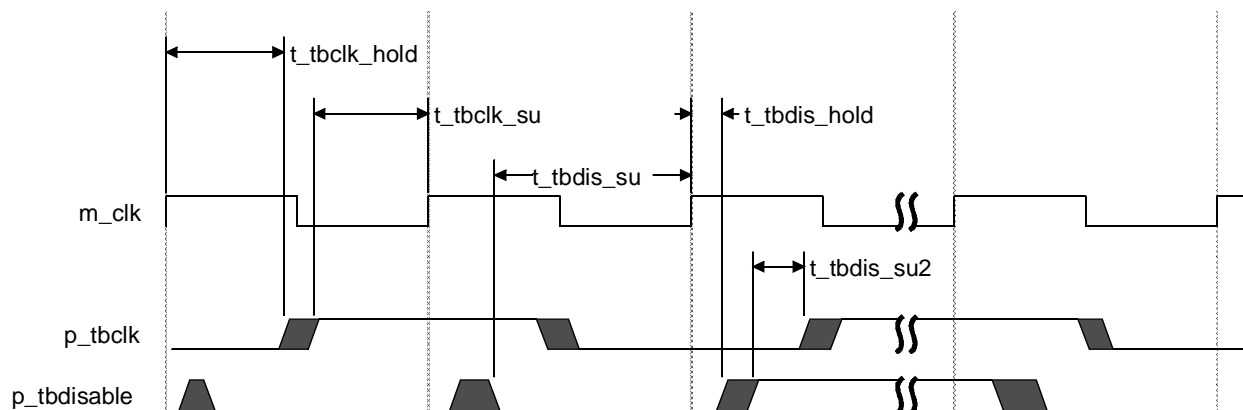 t_tbclk_hold
t_tbclk_su
t_tbdis_hold
t_tbdis_su
m_clk
t_tbdis_su2
p_tbclk
p_tbdisable